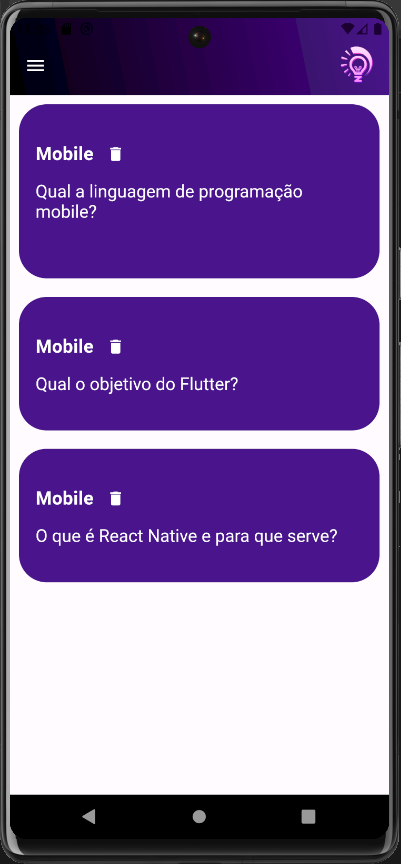 Mobile
Qual a linguagem de programação
mobile?
Mobile
Qual o objetivo do Flutter?
Mobile
O que é React Native e para que serve?